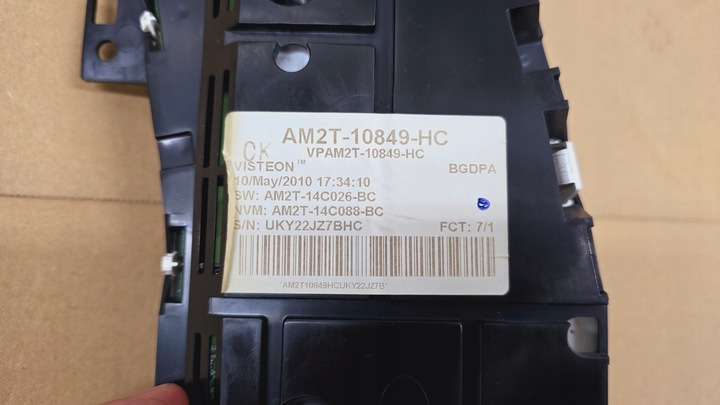 AM2T-10849-HC
VPAM2T-10849-HC
CK
VISTEON™ BGDPA
10/May/2010 17:34:10
SW: AM2T-14C026-BC
NVM: AM2T-14C088-BC
S/N: UKY22JZ7BHC FCT: 7/1
*AM2T10849HCUKY22JZ7B*